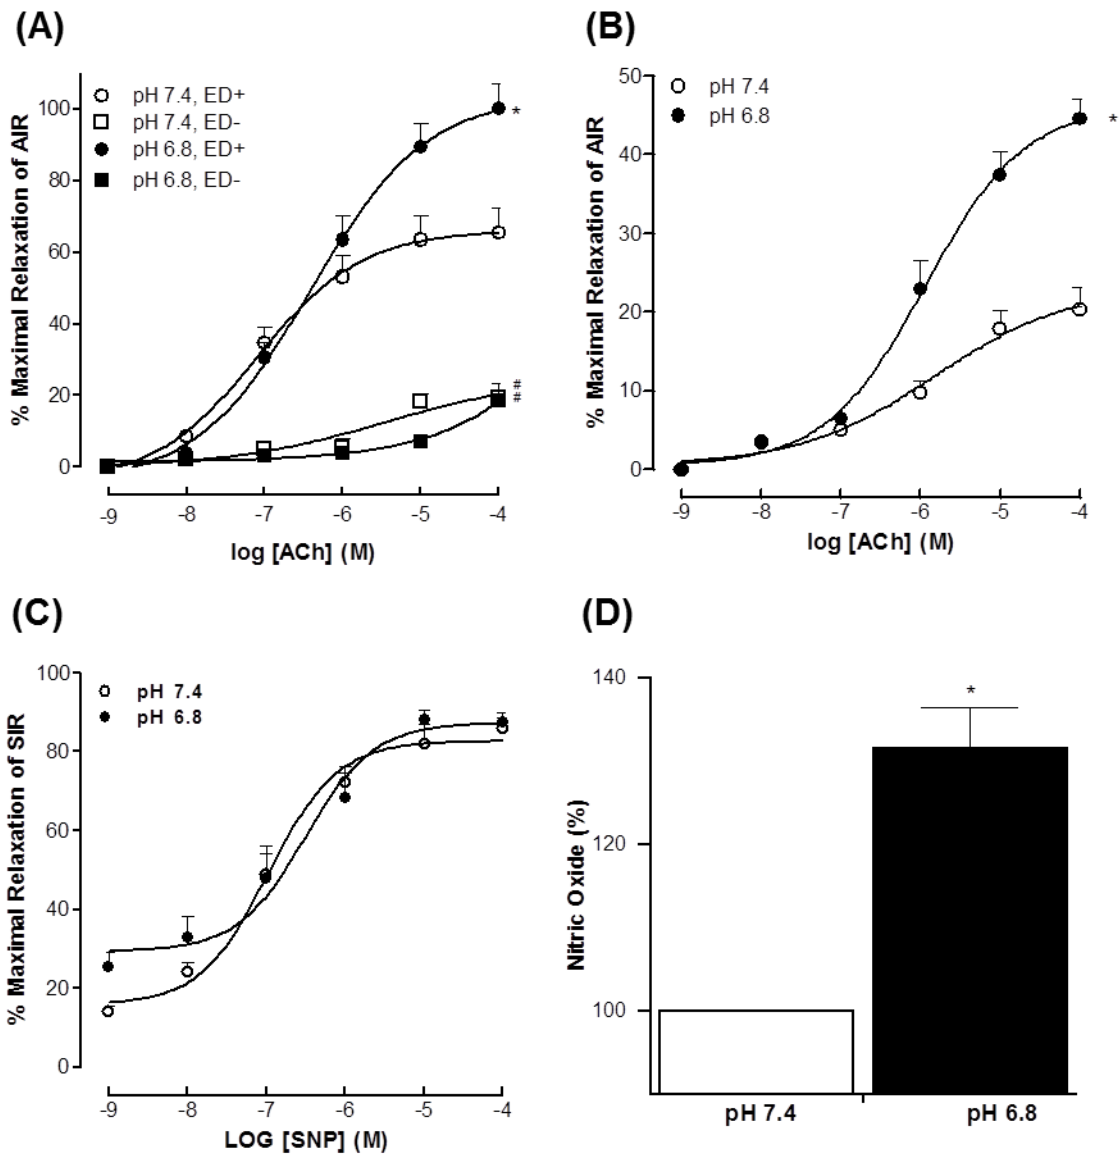 (A)
% Maximal Relaxation of AIR
100
80
60
40
20
0
pH 7.4, ED+
pH 7.4, ED-
pH 6.8, ED+
pH 6.8, ED-
*
#
#
-9 -8 -7 -6 -5 -4
log [ACh] (M)
(B)
% Maximal Relaxation of AIR
50
40
30
20
10
0
pH 7.4
pH 6.8
*
-9 -8 -7 -6 -5 -4
log [ACh] (M)
(C)
% Maximal Relaxation of SIR
100
80
60
40
20
0
pH 7.4
pH 6.8
-9 -8 -7 -6 -5 -4
LOG [SNP] (M)
(D)
Nitric Oxide (%)
140
120
100
*
pH 7.4 pH 6.8